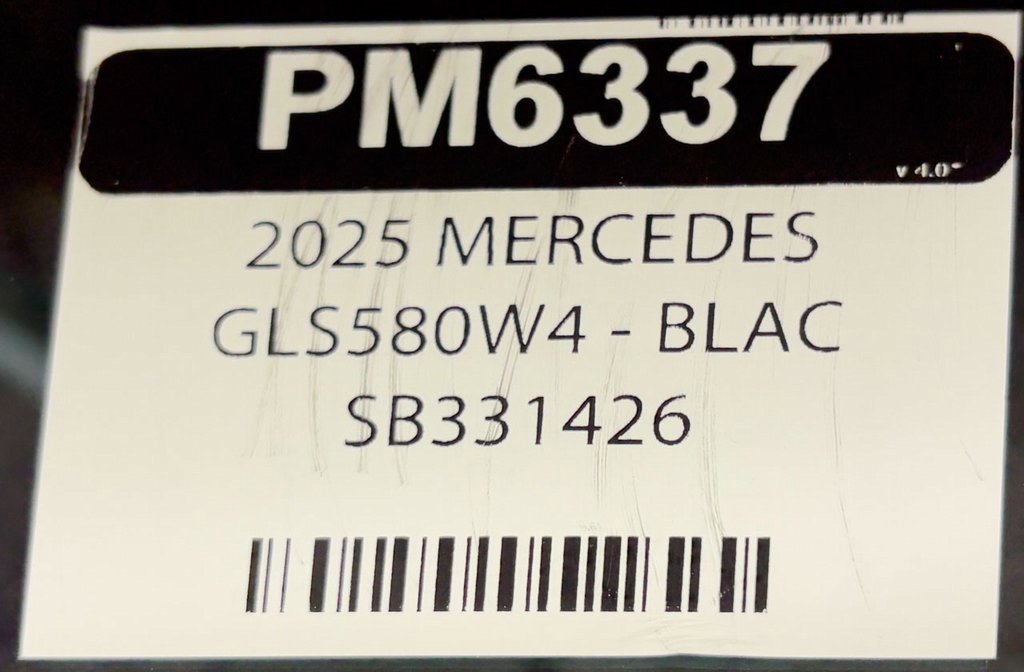 PM6337
v 4.0
2025 MERCEDES
GLS580W4 - BLAC
SB331426